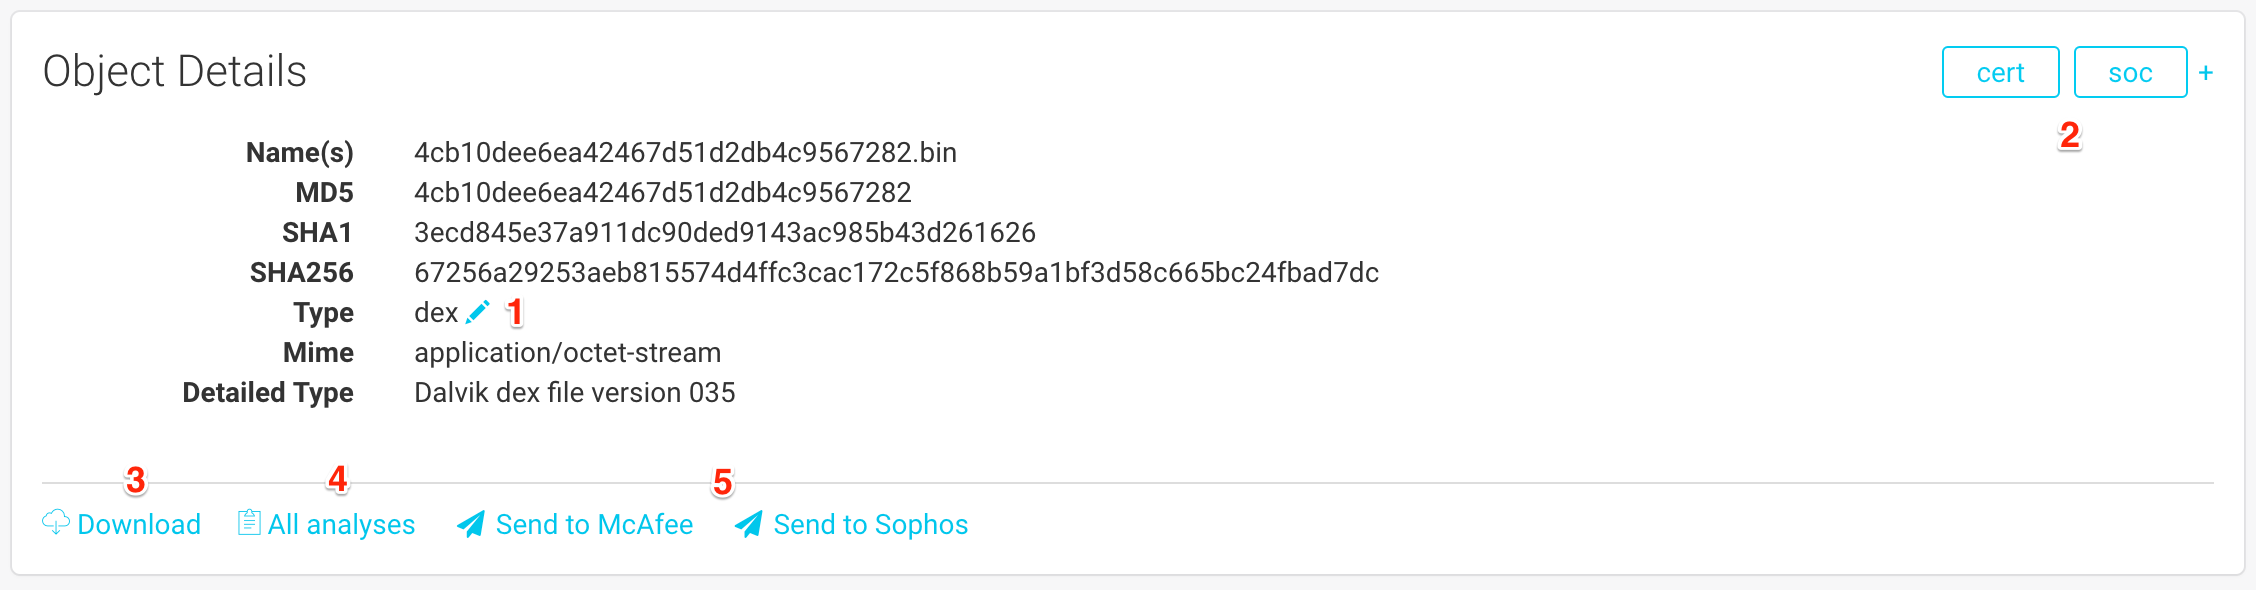 Object Details
cert soc +
2
Name(s) 4cb10dee6ea42467d51d2db4c9567282.bin
MD5 4cb10dee6ea42467d51d2db4c9567282
SHA1 3ecd845e37a911dc90ded9143ac985b43d261626
SHA256 67256a29253aeb815574d4ffc3cac172c5f868b59a1bf3d58c665bc24fbad7dc
Type dex 1
Mime application/octet-stream
Detailed Type Dalvik dex file version 035
3 4 5
Download All analyses Send to McAfee Send to Sophos